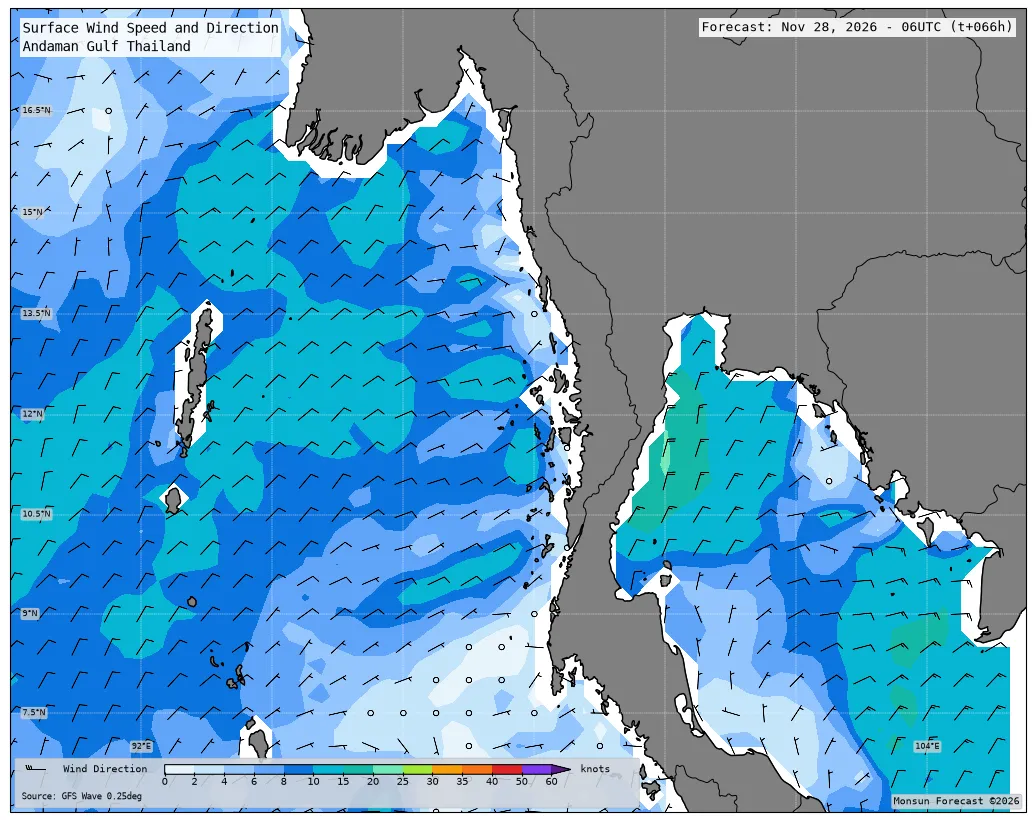 Surface Wind Speed and Direction
Andaman Gulf Thailand
Forecast: Nov 28, 2026 - 06UTC (t+066h)
16.5°N
15°N
13.5°N
12°N
10.5°N
9°N
7.5°N
92°E
104°E
Wind Direction
0 2 4 6 8 10 15 20 25 30 35 40 50 60
knots
Source: GFS Wave 0.25deg
Monsun Forecast ©2026